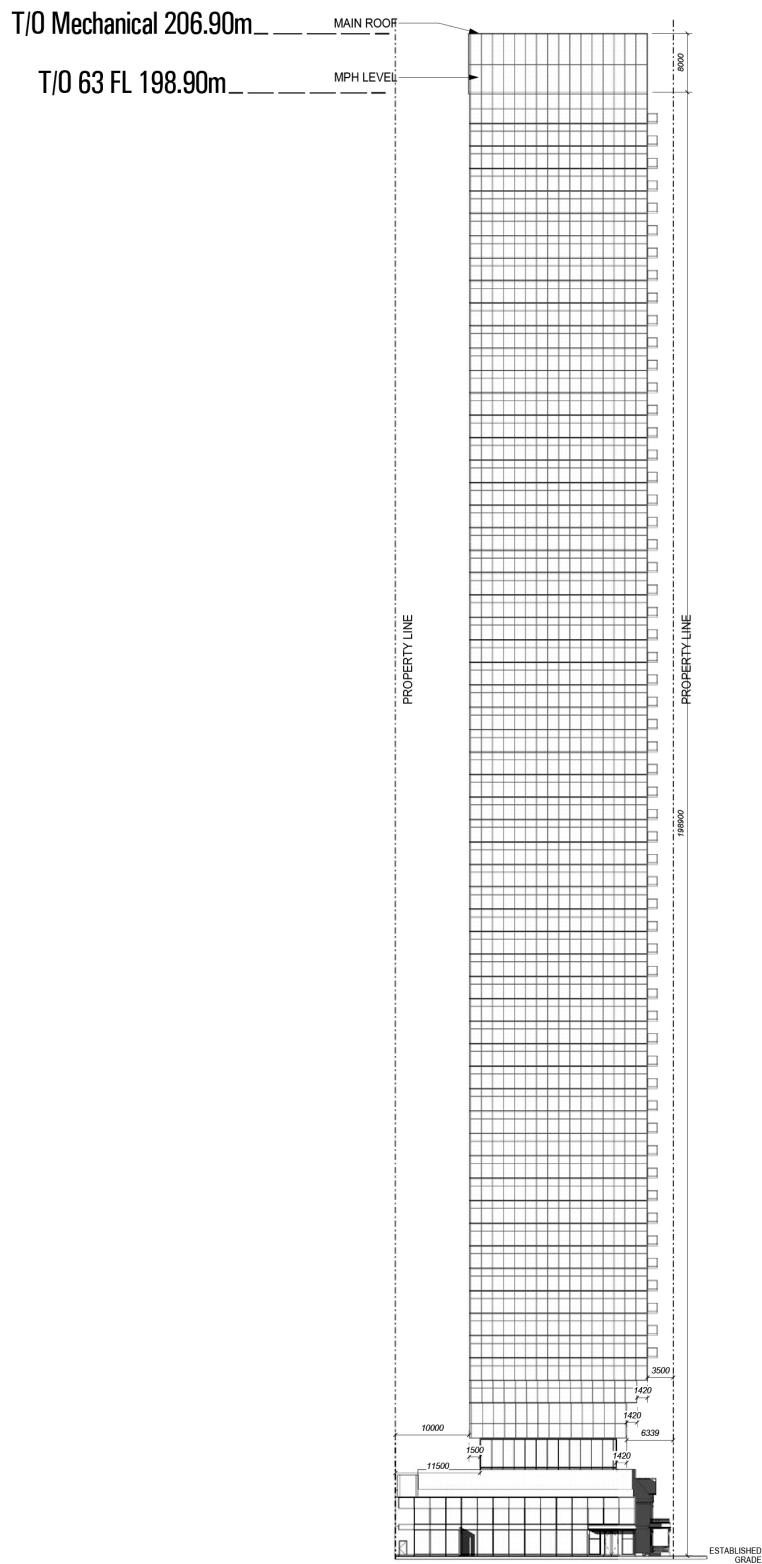 T/O Mechanical 206.90m
MAIN ROOF
8000
T/O 63 FL 198.90m
MPH LEVEL
PROPERTY LINE
PROPERTY LINE
198900
3500
1420
1420
10000
6339
1500
1420
11500
ESTABLISHED
GRADE